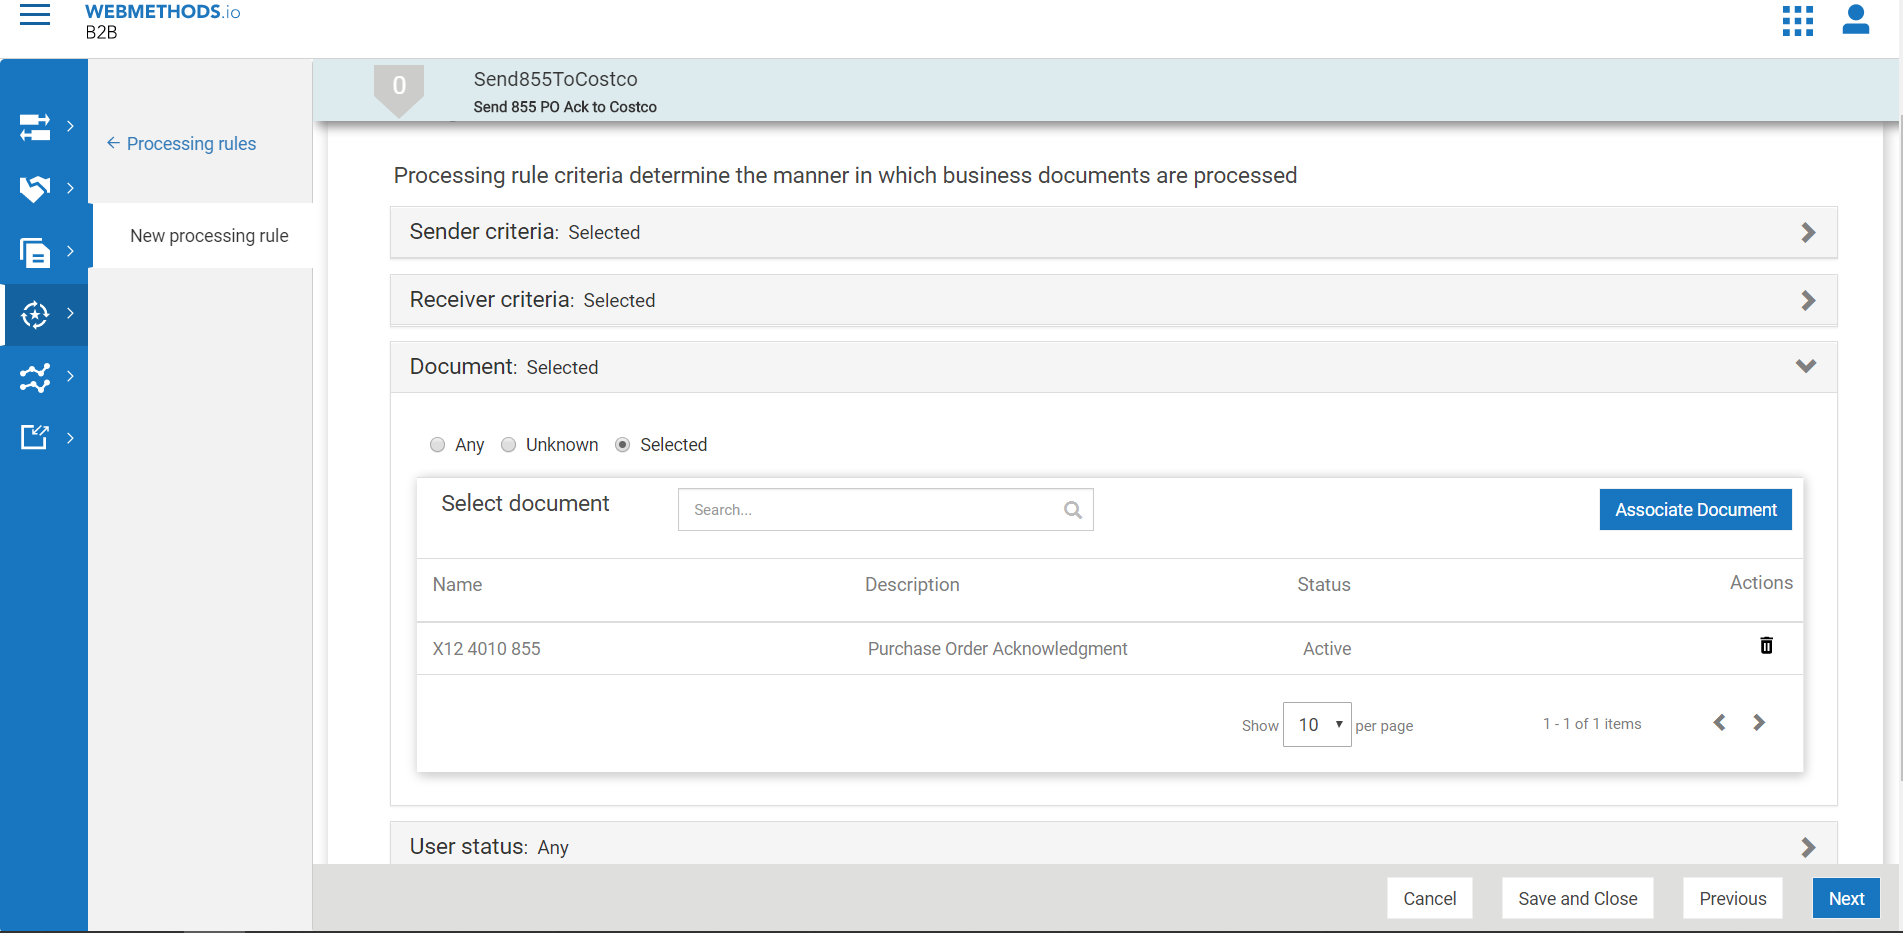 WEBMETHODS.io
B2B
0
Send855ToCostco
Send 855 PO Ack to Costco
Processing rules
New processing rule
Processing rule criteria determine the manner in which business documents are processed
Sender criteria: Selected
Receiver criteria: Selected
Document: Selected
Any Unknown Selected
Select document Search... Associate Document
Name Description Status Actions
X12 4010 855 Purchase Order Acknowledgment Active
Show 10 per page 1 - 1 of 1 items
User status: Any
Cancel Save and Close Previous Next